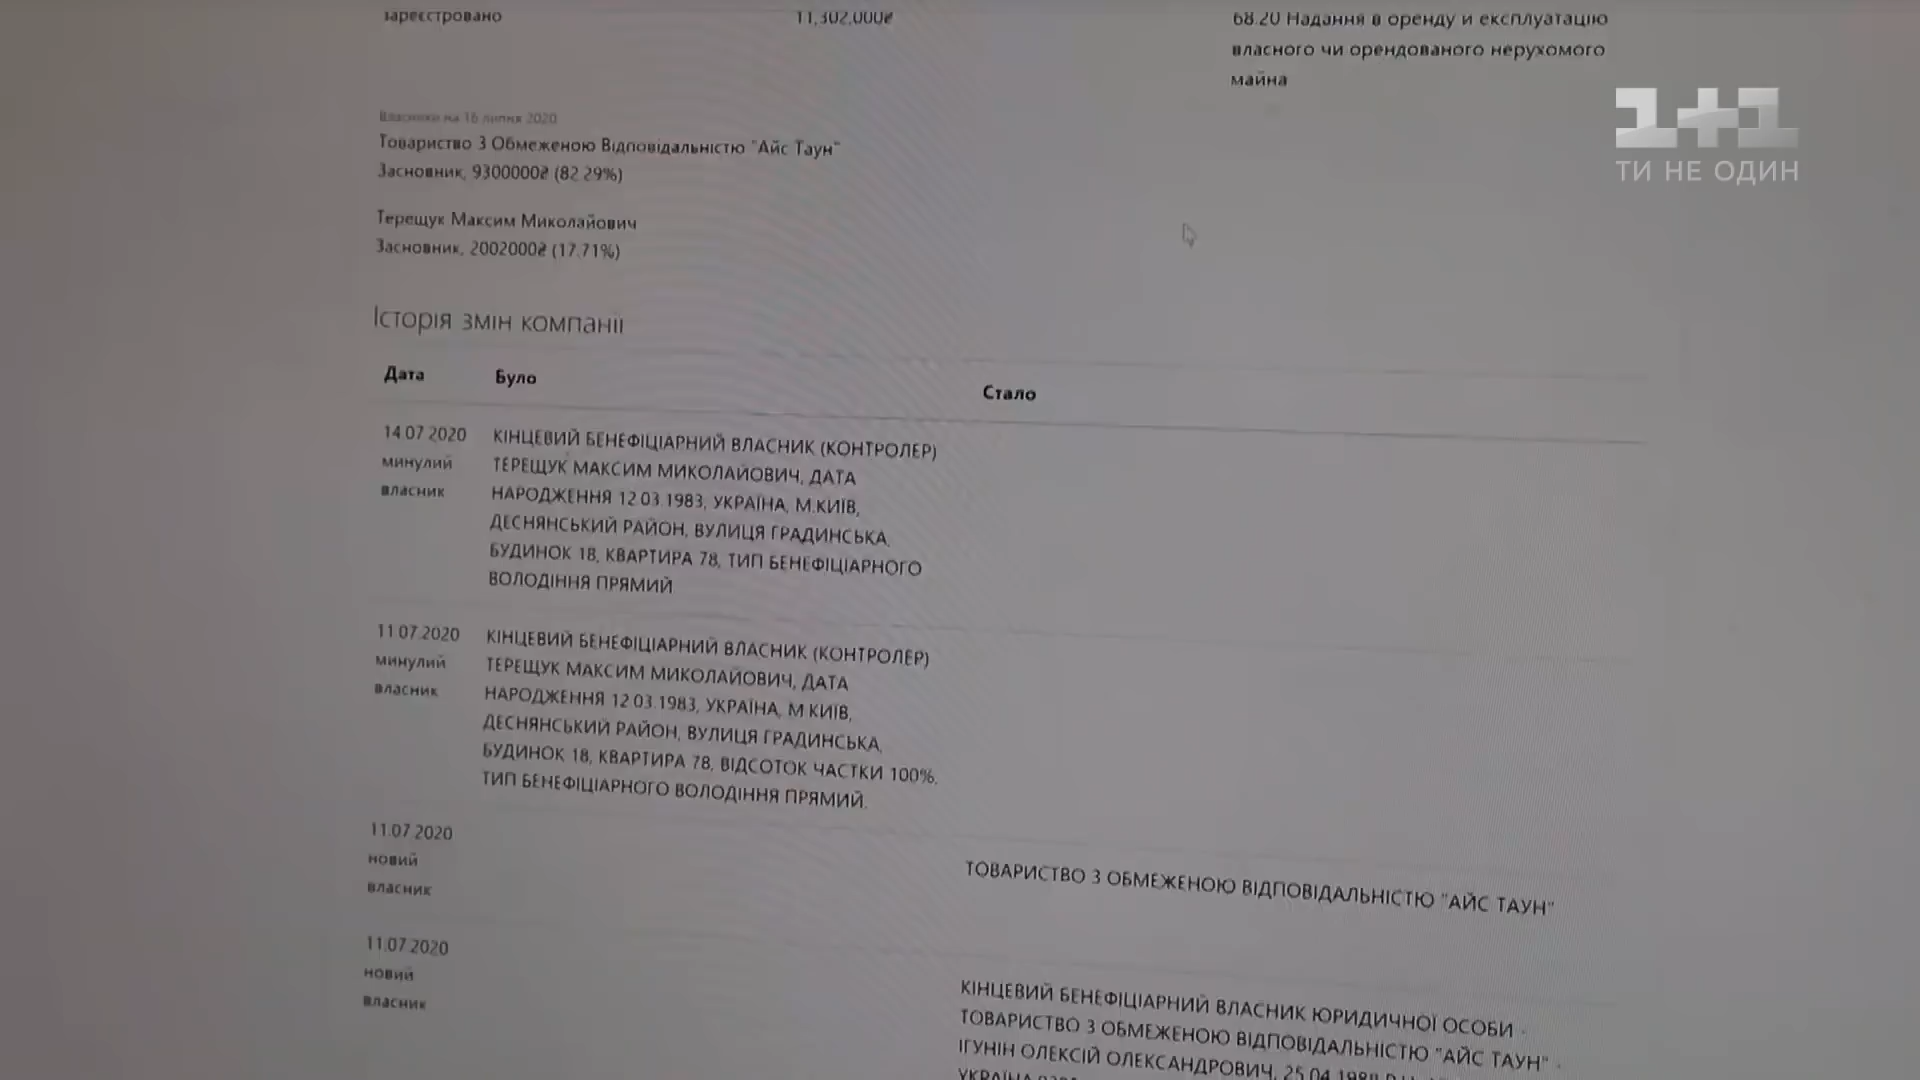 зареєстровано
11,302,000₴
68.20 Надання в оренду й експлуатацію
власного чи орендованого нерухомого
майна
1+1
ТИ НЕ ОДИН
Власники на 16 липня 2020
Товариство З Обмеженою Відповідальністю "Айс Таун"
Засновник, 9300000₴ (82.29%)
Терещук Максим Миколайович
Засновник, 2002000₴ (17.71%)
Історія змін компанії
Дата Було Стало
14.07.2020
минулий
власник
КІНЦЕВИЙ БЕНЕФІЦІАРНИЙ ВЛАСНИК (КОНТРОЛЕР)
ТЕРЕЩУК МАКСИМ МИКОЛАЙОВИЧ, ДАТА
НАРОДЖЕННЯ 12.03.1983, УКРАЇНА, М.КИЇВ,
ДЕСНЯНСЬКИЙ РАЙОН, ВУЛИЦЯ ГРАДИНСЬКА,
БУДИНОК 18, КВАРТИРА 78, ТИП БЕНЕФІЦІАРНОГО
ВОЛОДІННЯ ПРЯМИЙ
11.07.2020
минулий
власник
КІНЦЕВИЙ БЕНЕФІЦІАРНИЙ ВЛАСНИК (КОНТРОЛЕР)
ТЕРЕЩУК МАКСИМ МИКОЛАЙОВИЧ, ДАТА
НАРОДЖЕННЯ 12.03.1983, УКРАЇНА, М.КИЇВ,
ДЕСНЯНСЬКИЙ РАЙОН, ВУЛИЦЯ ГРАДИНСЬКА,
БУДИНОК 18, КВАРТИРА 78, ВІДСОТОК ЧАСТКИ 100%,
ТИП БЕНЕФІЦІАРНОГО ВОЛОДІННЯ ПРЯМИЙ.
11.07.2020
новий
власник
ТОВАРИСТВО З ОБМЕЖЕНОЮ ВІДПОВІДАЛЬНІСТЮ "АЙС ТАУН"
11.07.2020
новий
власник
КІНЦЕВИЙ БЕНЕФІЦІАРНИЙ ВЛАСНИК ЮРИДИЧНОЇ ОСОБИ -
ТОВАРИСТВО З ОБМЕЖЕНОЮ ВІДПОВІДАЛЬНІСТЮ "АЙС ТАУН" -
ІГУНІН ОЛЕКСІЙ ОЛЕКСАНДРОВИЧ,
УКРАЇНА